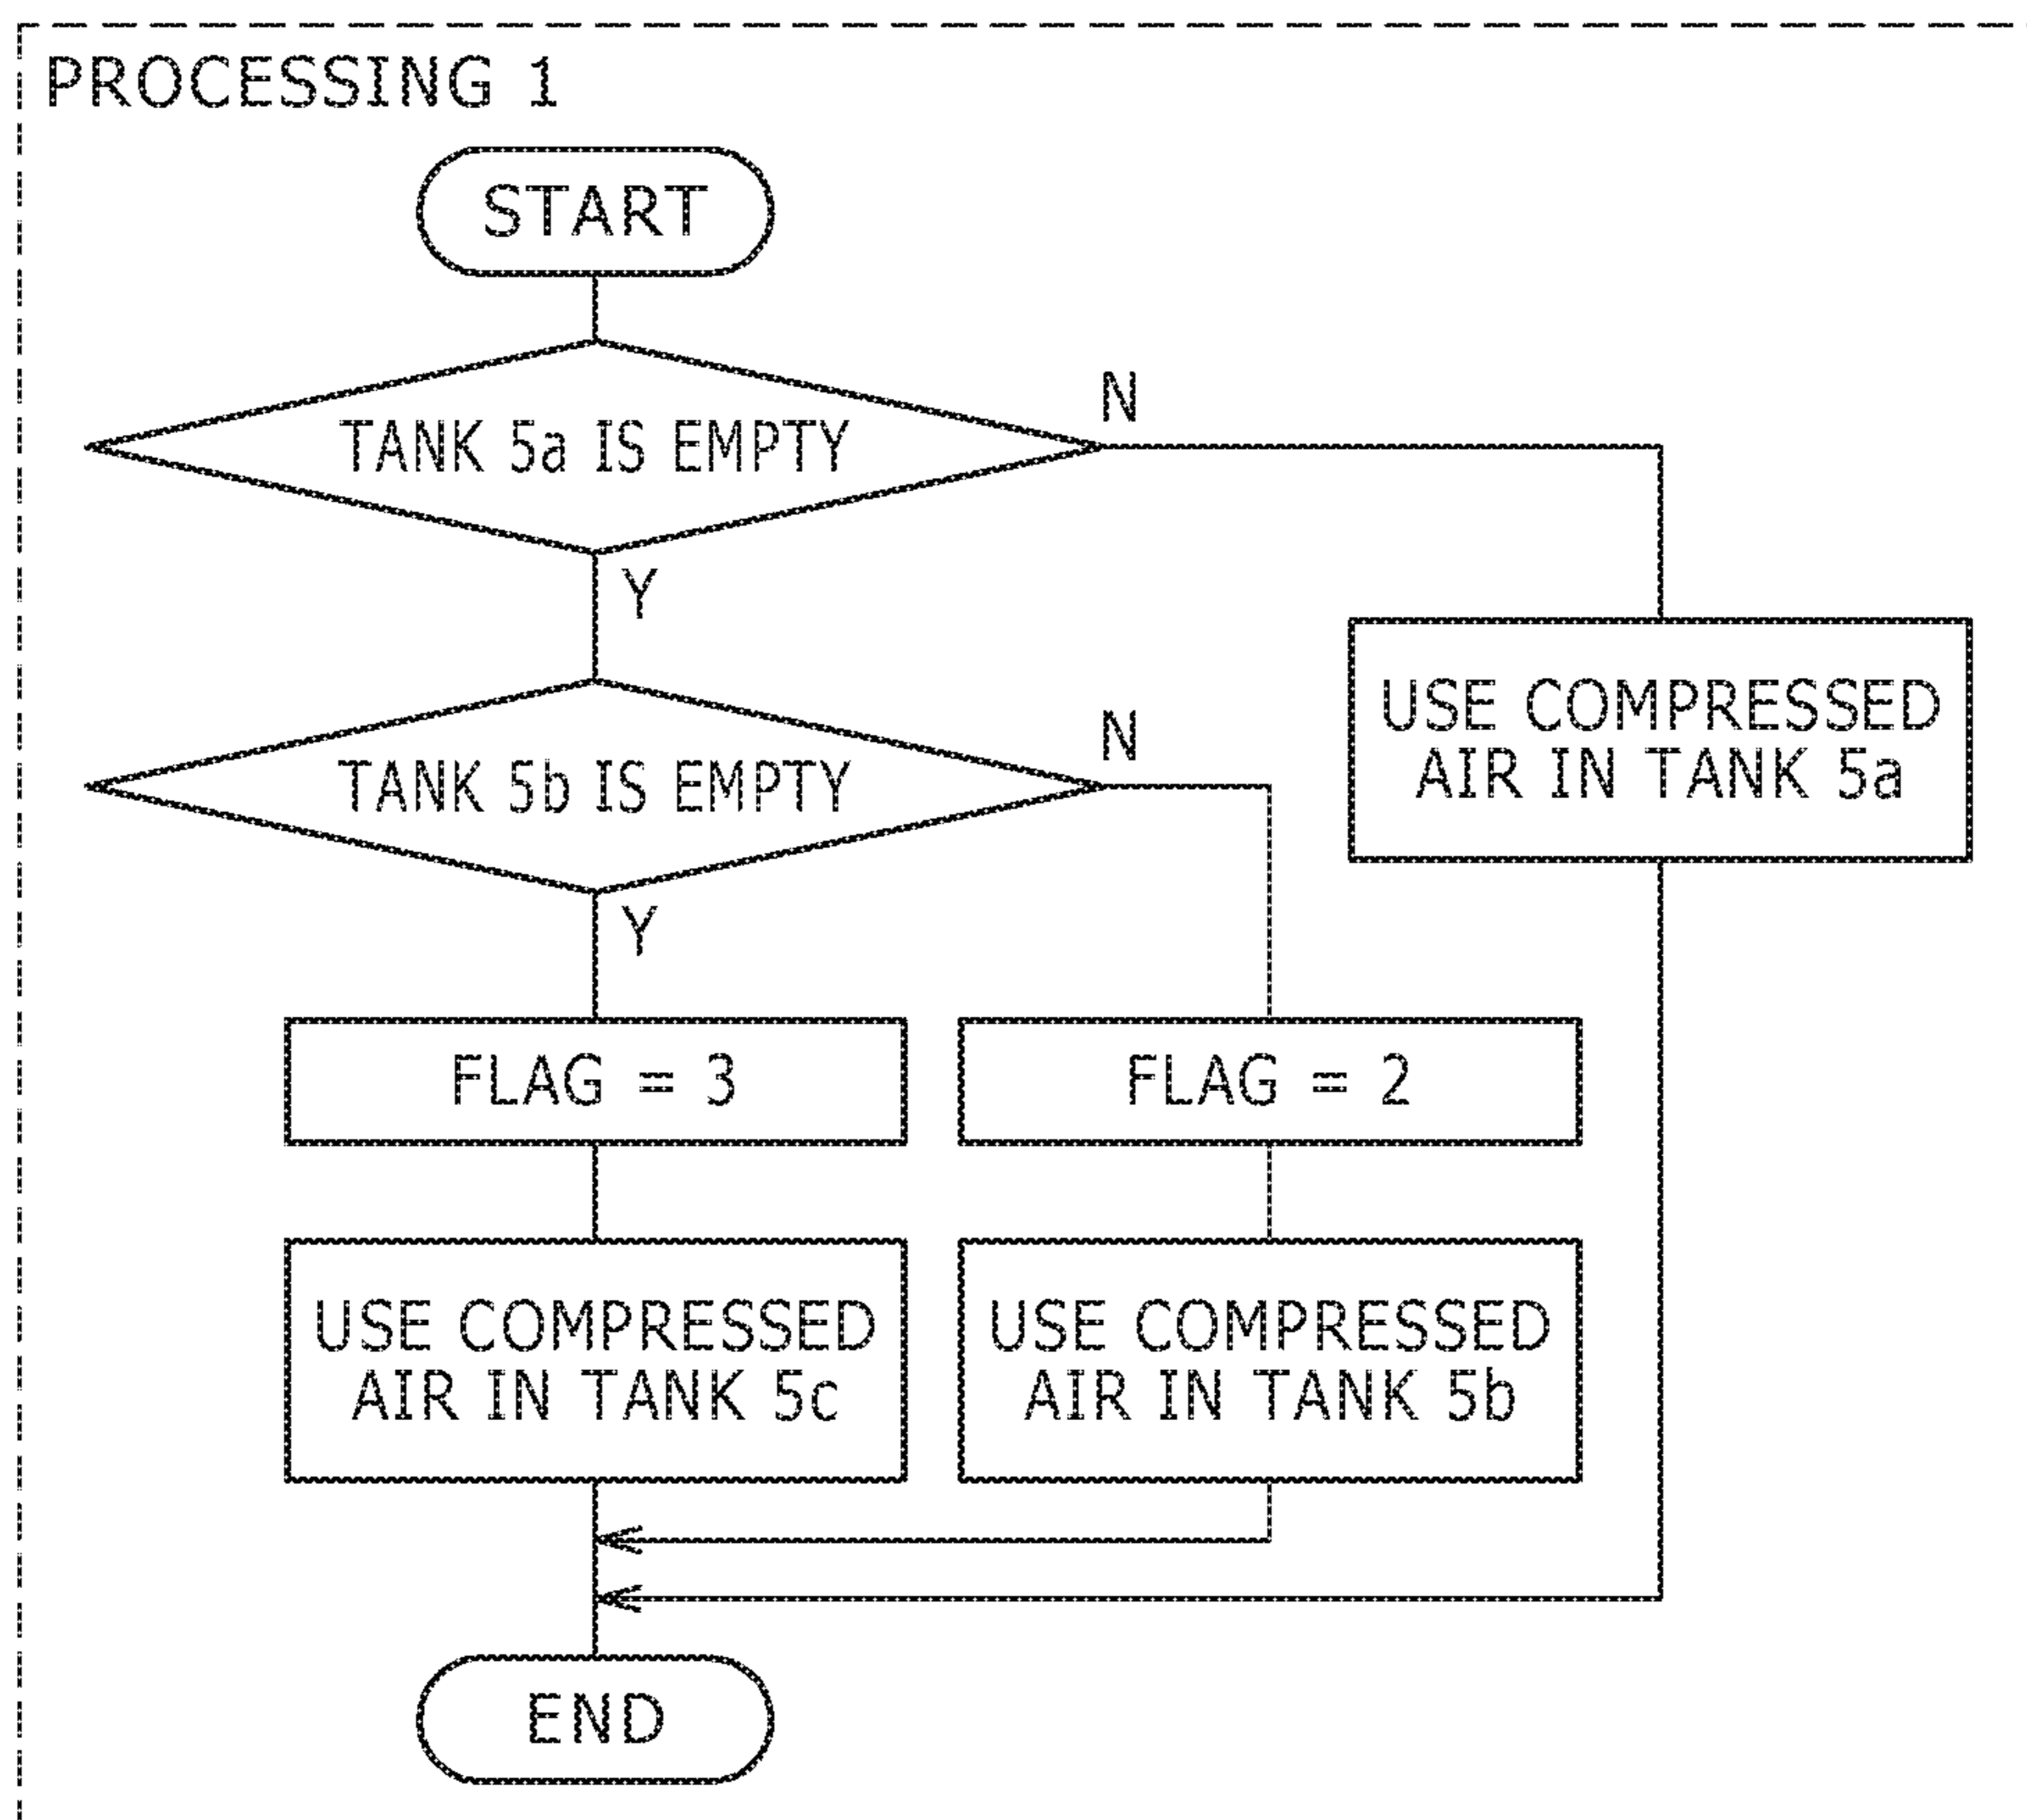 PROCESSING 1
START
TANK 5a IS EMPTY
N
Y
USE COMPRESSED
AIR IN TANK 5a
TANK 5b IS EMPTY
N
Y
FLAG = 3
FLAG = 2
USE COMPRESSED
AIR IN TANK 5c
USE COMPRESSED
AIR IN TANK 5b
END